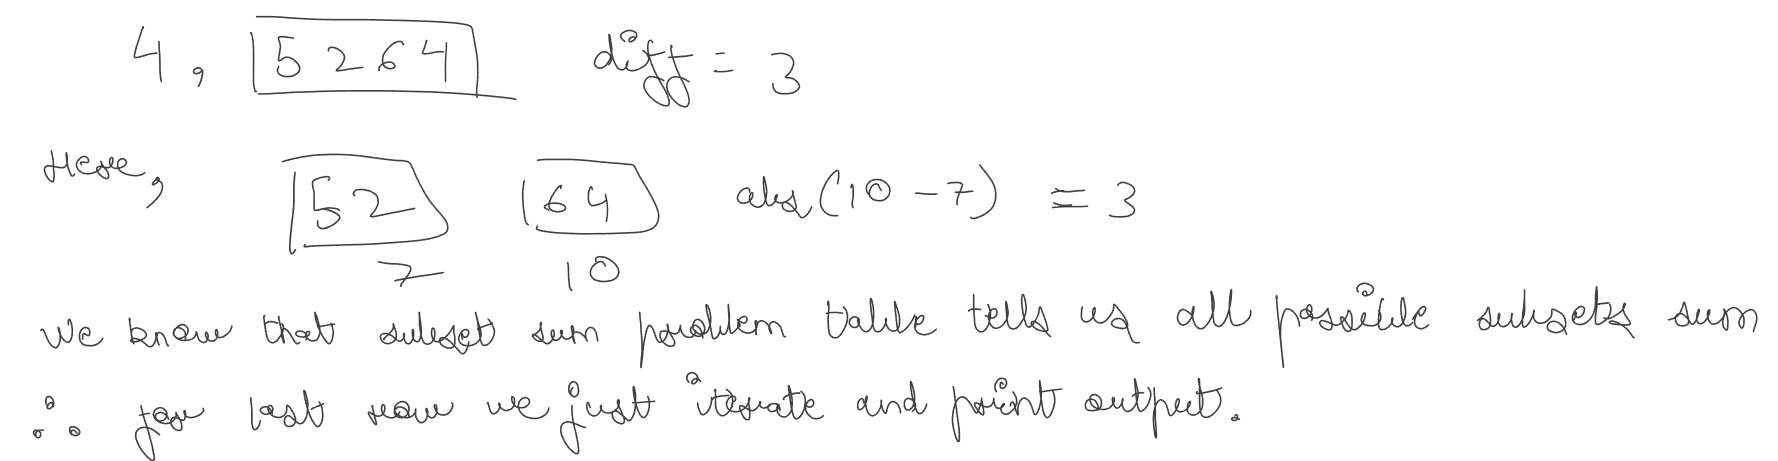 4, 5 2 6 4 diff = 3
Here, 5 2 6 4 abs(10 - 7) = 3
7 10
We know that subset sum problem table tells us all possible subsets sum
∴ for last row we just iterate and print output.